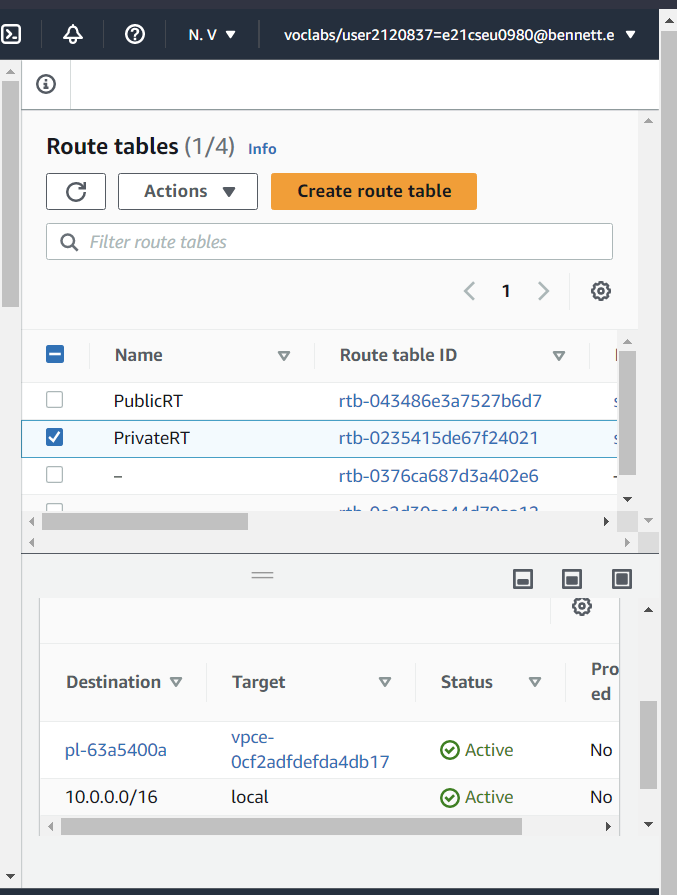 N. V
voclabs/user2120837=e21cseu0980@bennett.e
Route tables (1/4) Info
Actions
Create route table
Filter route tables
1
Name Route table ID
PublicRT rtb-043486e3a7527b6d7
PrivateRT rtb-0235415de67f24021
– rtb-0376ca687d3a402e6
Destination Target Status Pro
ed
pl-63a5400a vpce-
0cf2adfdefda4db17 Active No
10.0.0.0/16 local Active No